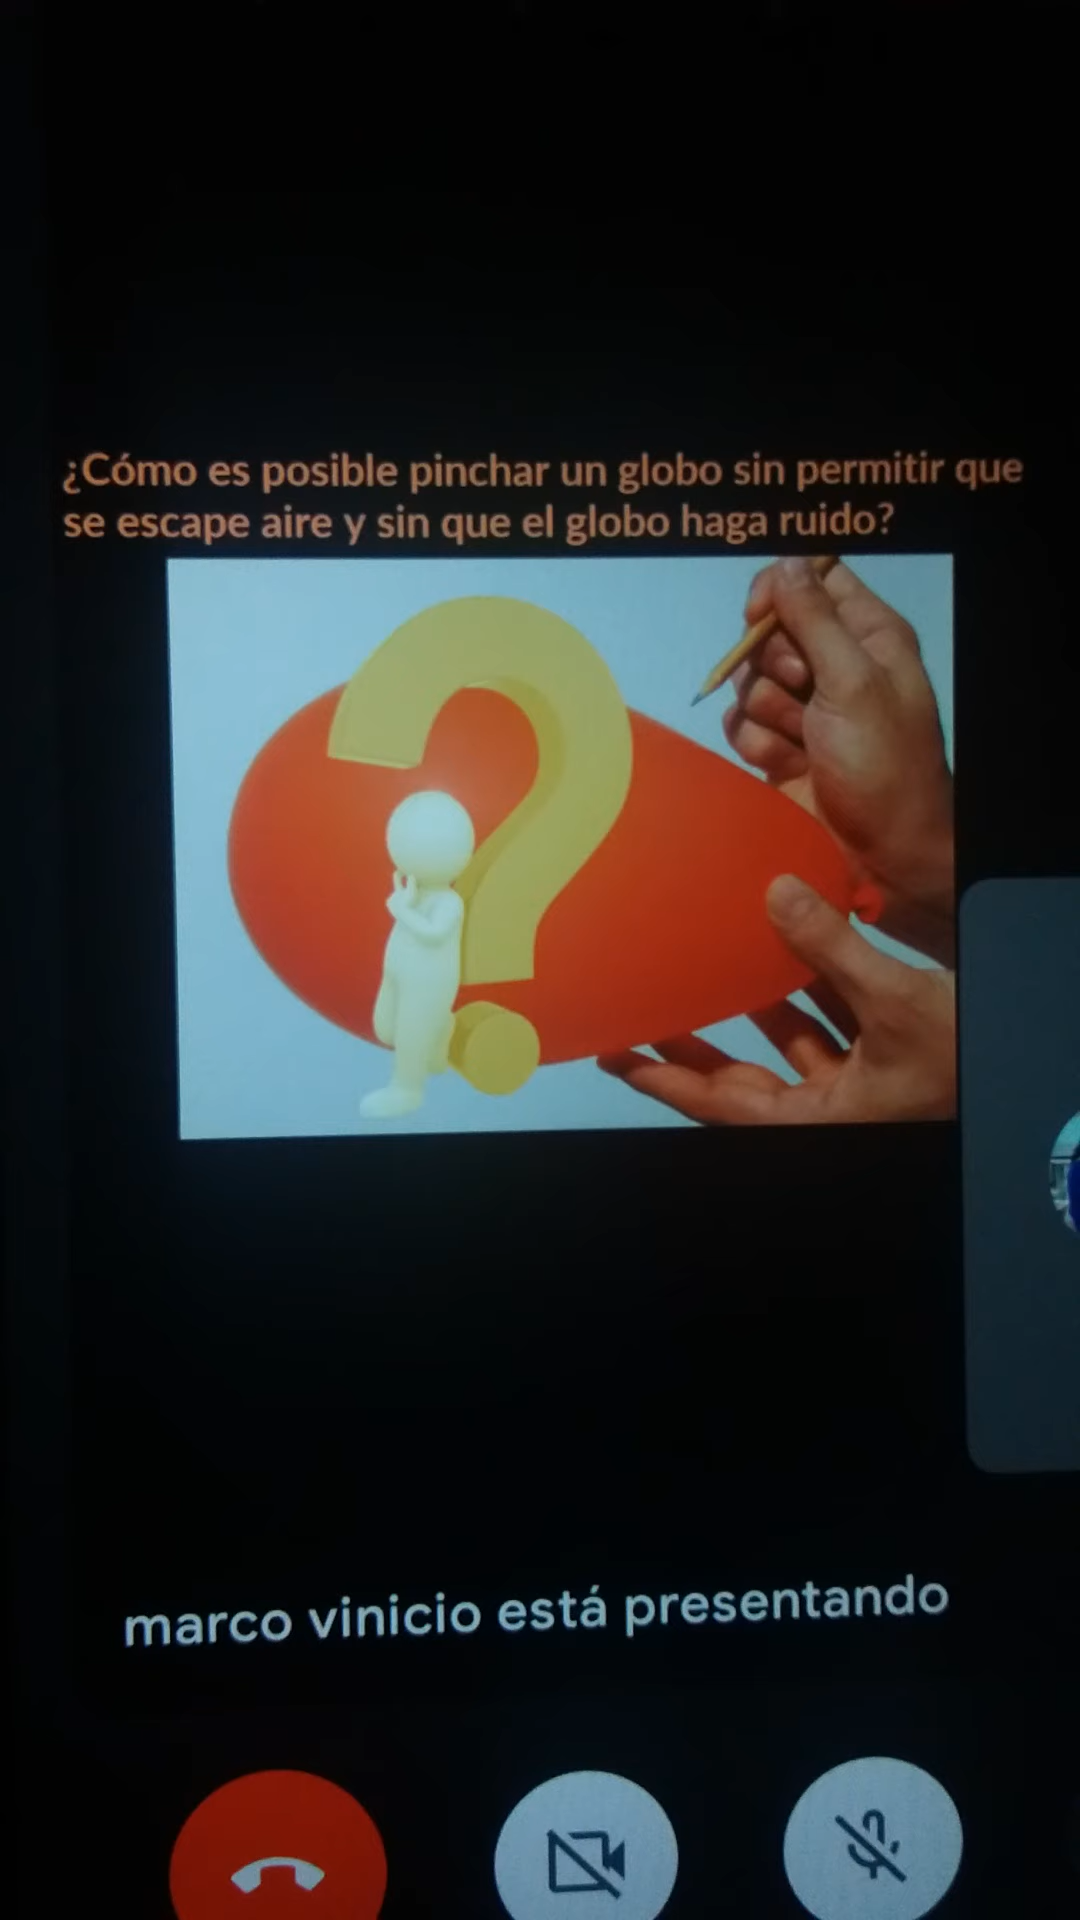 ¿Cómo es posible pinchar un globo sin permitir que
se escape aire y sin que el globo haga ruido?
marco vinicio está presentando